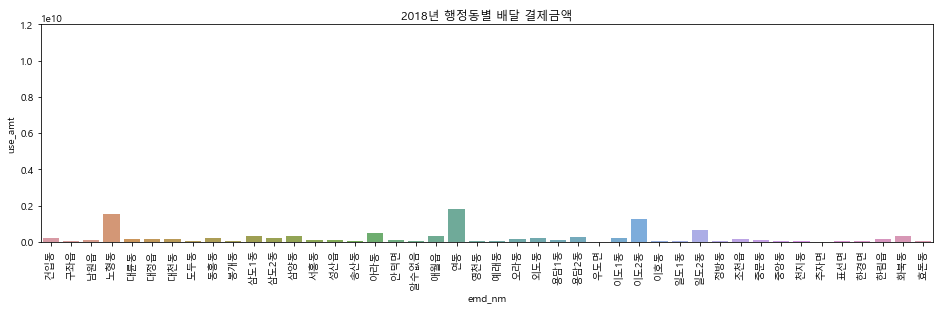 2018년 행정동별 배달 결제금액
1e10
1.2
1.0
0.8
0.6
0.4
0.2
0.0
use_amt
건입동 구좌읍 남원읍 노형동 대륜동 대정읍 대천동 도두동 동홍동 봉개동 삼도1동 삼도2동 삼양동 서홍동 성산읍 송산동 아라동 안덕면 알수없음 애월읍 연동 영천동 예래동 오라동 외도동 용담1동 용담2동 우도면 이도1동 이도2동 이호동 일도1동 일도2동 정방동 조천읍 중문동 중앙동 천지동 추자면 표선면 한경면 한림읍 화북동 효돈동
emd_nm